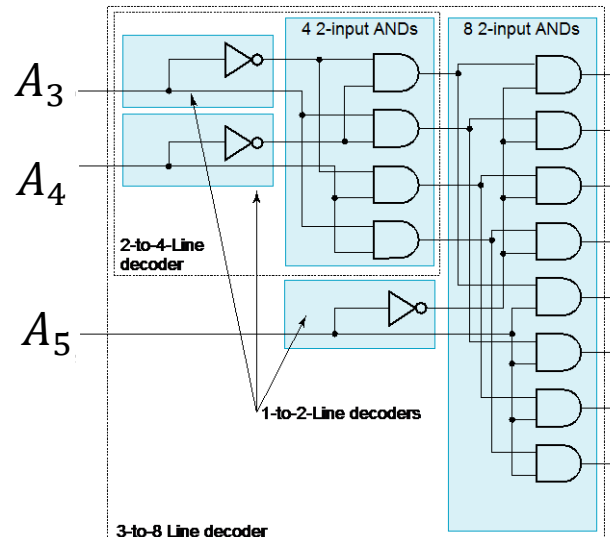 4 2-input ANDs
8 2-input ANDs
A3
A4
2-to-4-Line
decoder
A5
1-to-2-Line decoders
3-to-8 Line decoder